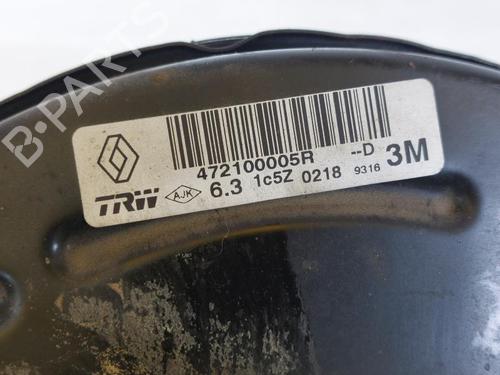 472100005R --D
TRW AJK 6.3 1c5Z 0218 9316 3M
B-PARTS